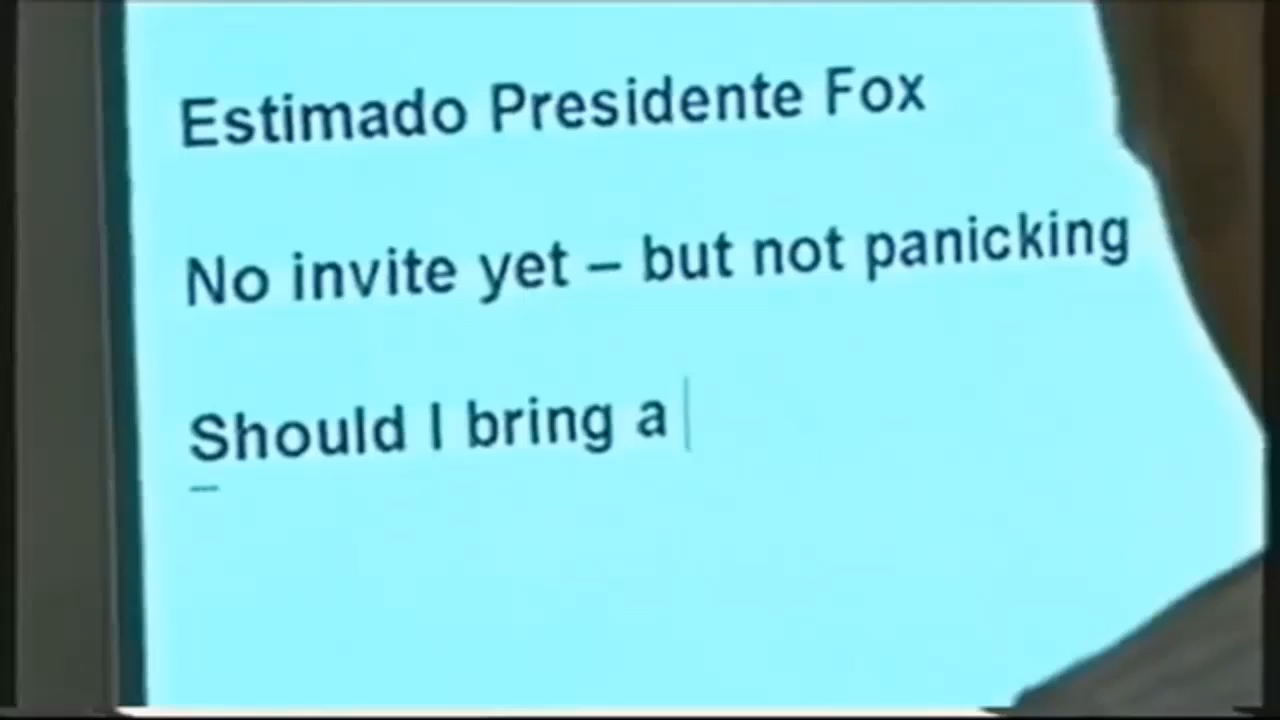 Estimado Presidente Fox
No invite yet – but not panicking
Should I bring a